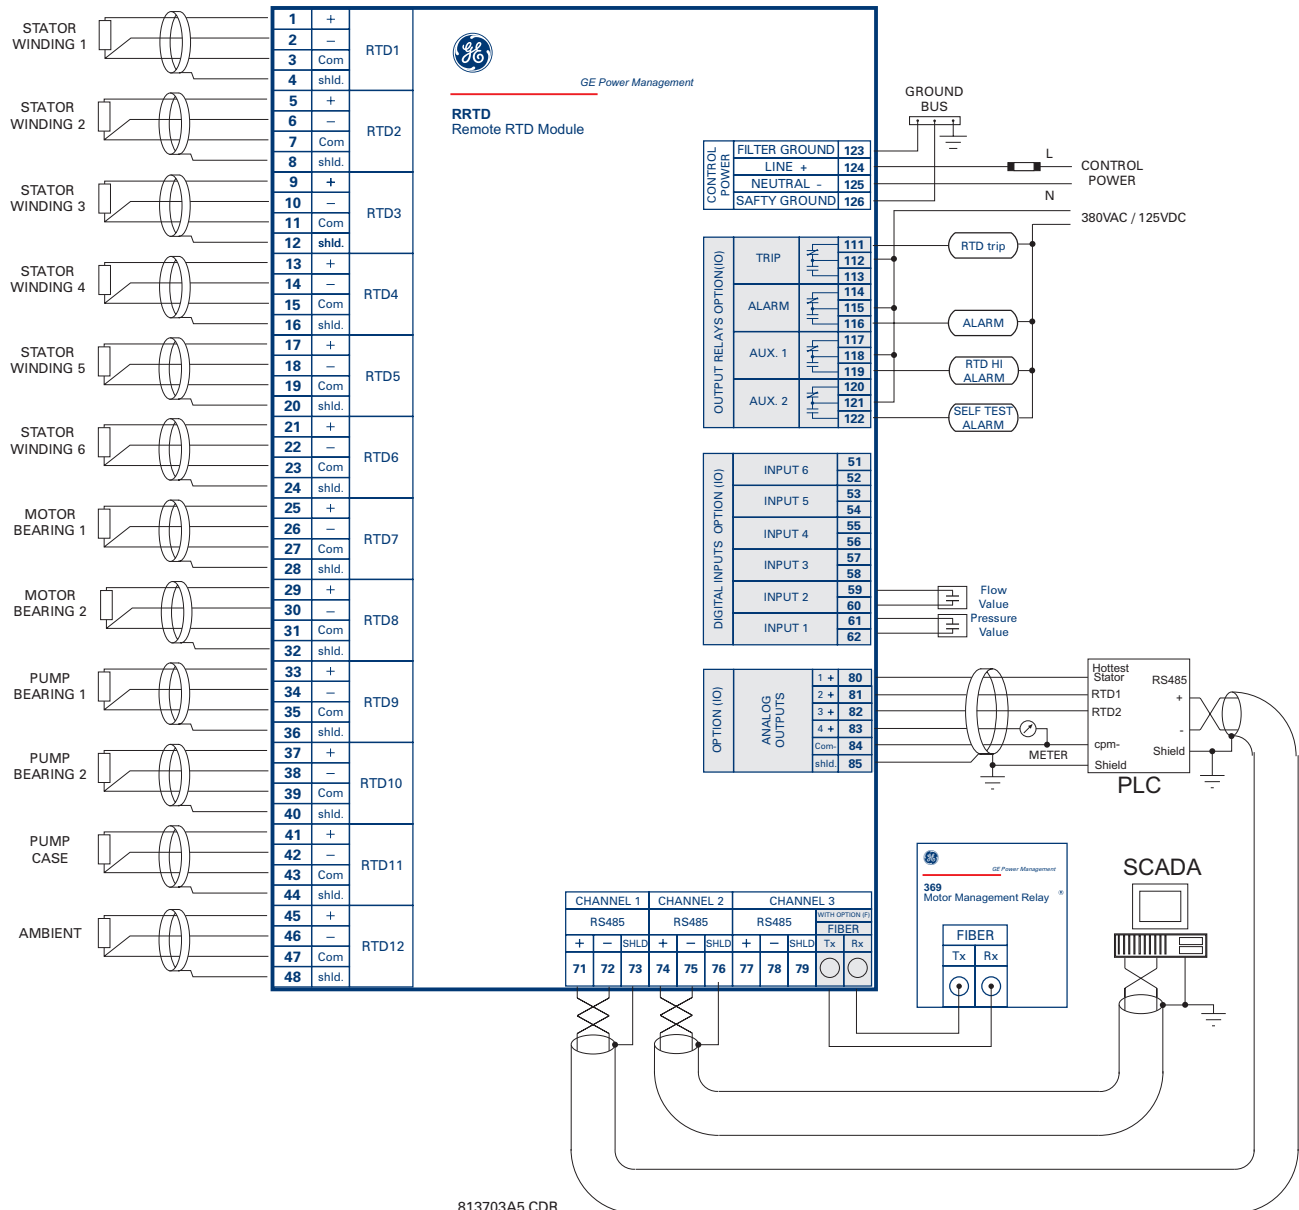 STATOR
WINDING 1
1 +
2 −
3 Com
4 shld.
RTD1
STATOR
WINDING 2
5 +
6 −
7 Com
8 shld.
RTD2
STATOR
WINDING 3
9 +
10 −
11 Com
12 shld.
RTD3
STATOR
WINDING 4
13 +
14 −
15 Com
16 shld.
RTD4
STATOR
WINDING 5
17 +
18 −
19 Com
20 shld.
RTD5
STATOR
WINDING 6
21 +
22 −
23 Com
24 shld.
RTD6
MOTOR
BEARING 1
25 +
26 −
27 Com
28 shld.
RTD7
MOTOR
BEARING 2
29 +
30 −
31 Com
32 shld.
RTD8
PUMP
BEARING 1
33 +
34 −
35 Com
36 shld.
RTD9
PUMP
BEARING 2
37 +
38 −
39 Com
40 shld.
RTD10
PUMP
CASE
41 +
42 −
43 Com
44 shld.
RTD11
AMBIENT
45 +
46 −
47 Com
48 shld.
RTD12
GE Power Management
RRTD
Remote RTD Module
GROUND
BUS
CONTROL
POWER
FILTER GROUND 123
LINE + 124
NEUTRAL - 125
SAFTY GROUND 126
L
CONTROL
POWER
N
380VAC / 125VDC
OUTPUT RELAYS OPTION(IO)
TRIP
111
112
113
RTD trip
ALARM
114
115
116
ALARM
AUX. 1
117
118
119
RTD HI
ALARM
AUX. 2
120
121
122
SELF TEST
ALARM
DIGITAL INPUTS OPTION (IO)
INPUT 6
51
52
INPUT 5
53
54
INPUT 4
55
56
INPUT 3
57
58
INPUT 2
59
60
Flow
Value
INPUT 1
61
62
Pressure
Value
OPTION (IO)
ANALOG
OUTPUTS
1 + 80
2 + 81
3 + 82
4 + 83
Com- 84
shld. 85
METER
Hottest
Stator
RTD1
RTD2
cpm-
Shield
RS485
+
-
Shield
PLC
GE Power Management
369
Motor Management Relay ®
FIBER
Tx Rx
SCADA
CHANNEL 1 CHANNEL 2 CHANNEL 3
RS485 RS485 RS485
WITH OPTION (F)
FIBER
+ − SHLD + − SHLD + − SHLD Tx Rx
71 72 73 74 75 76 77 78 79
813703A5.CDR